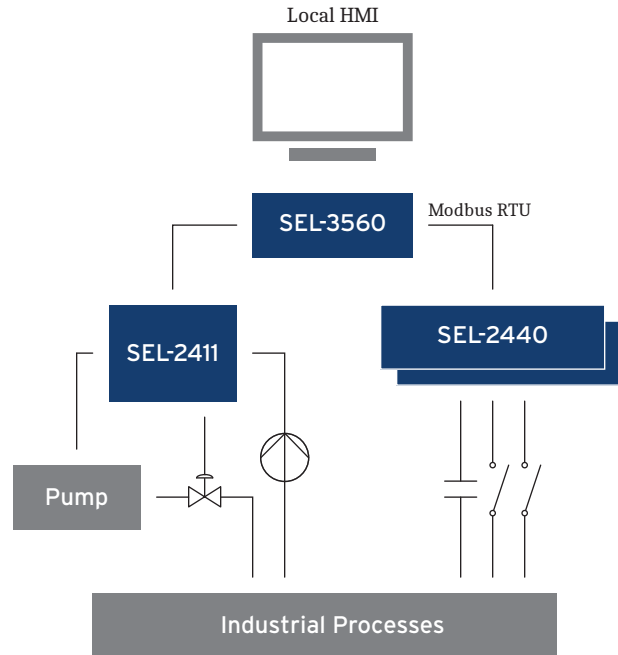 Local HMI
SEL-3560
Modbus RTU
SEL-2411
SEL-2440
Pump
Industrial Processes